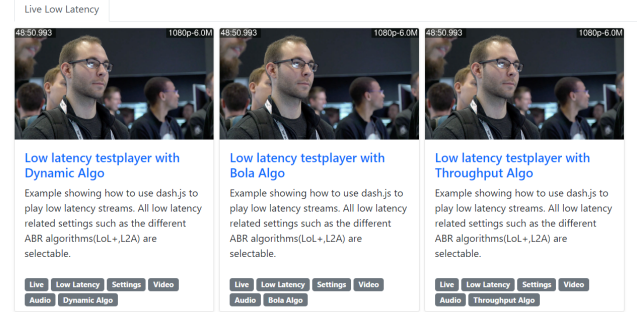 Live Low Latency
48:50.993 1080p-6.0M
48:50.993 1080p-6.0M
48:50.993 1080p-6.0M
Low latency testplayer with
Dynamic Algo
Example showing how to use dash.js to
play low latency streams. All low latency
related settings such as the different
ABR algorithms(LoL+,L2A) are
selectable.
Live Low Latency Settings Video
Audio Dynamic Algo
Low latency testplayer with
Bola Algo
Example showing how to use dash.js to
play low latency streams. All low latency
related settings such as the different
ABR algorithms(LoL+,L2A) are
selectable.
Live Low Latency Settings Video
Audio Bola Algo
Low latency testplayer with
Throughput Algo
Example showing how to use dash.js to
play low latency streams. All low latency
related settings such as the different
ABR algorithms(LoL+,L2A) are
selectable.
Live Low Latency Settings Video
Audio Throughput Algo